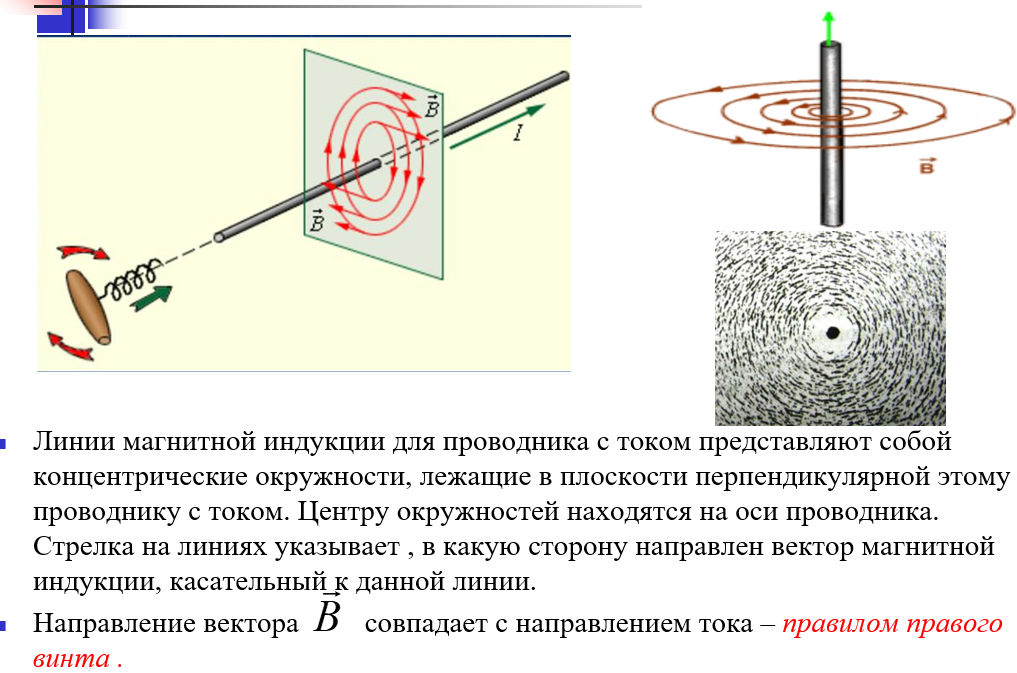 B
I
B
B
Линии магнитной индукции для проводника с током представляют собой
концентрические окружности, лежащие в плоскости перпендикулярной этому
проводнику с током. Центру окружностей находятся на оси проводника.
Стрелка на линиях указывает , в какую сторону направлен вектор магнитной
индукции, касательный к данной линии.
Направление вектора B совпадает с направлением тока – правилом правого
винта .